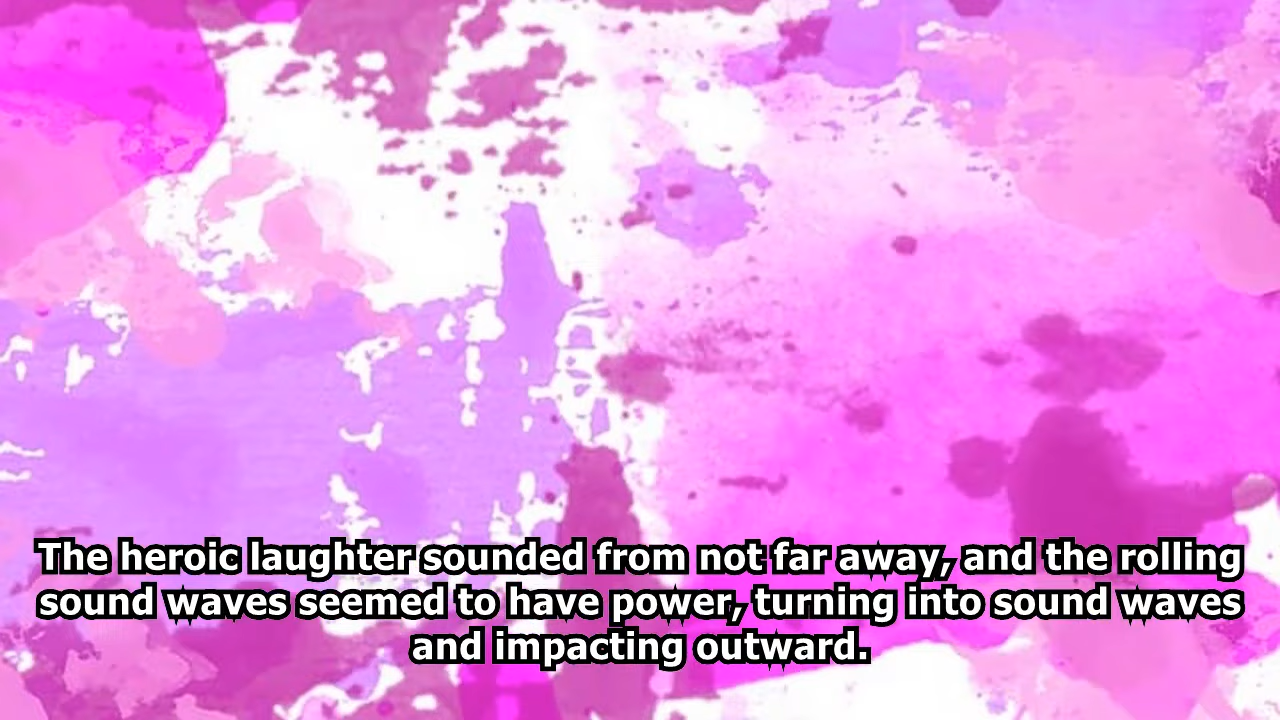 The heroic laughter sounded from not far away, and the rolling
sound waves seemed to have power, turning into sound waves
and impacting outward.